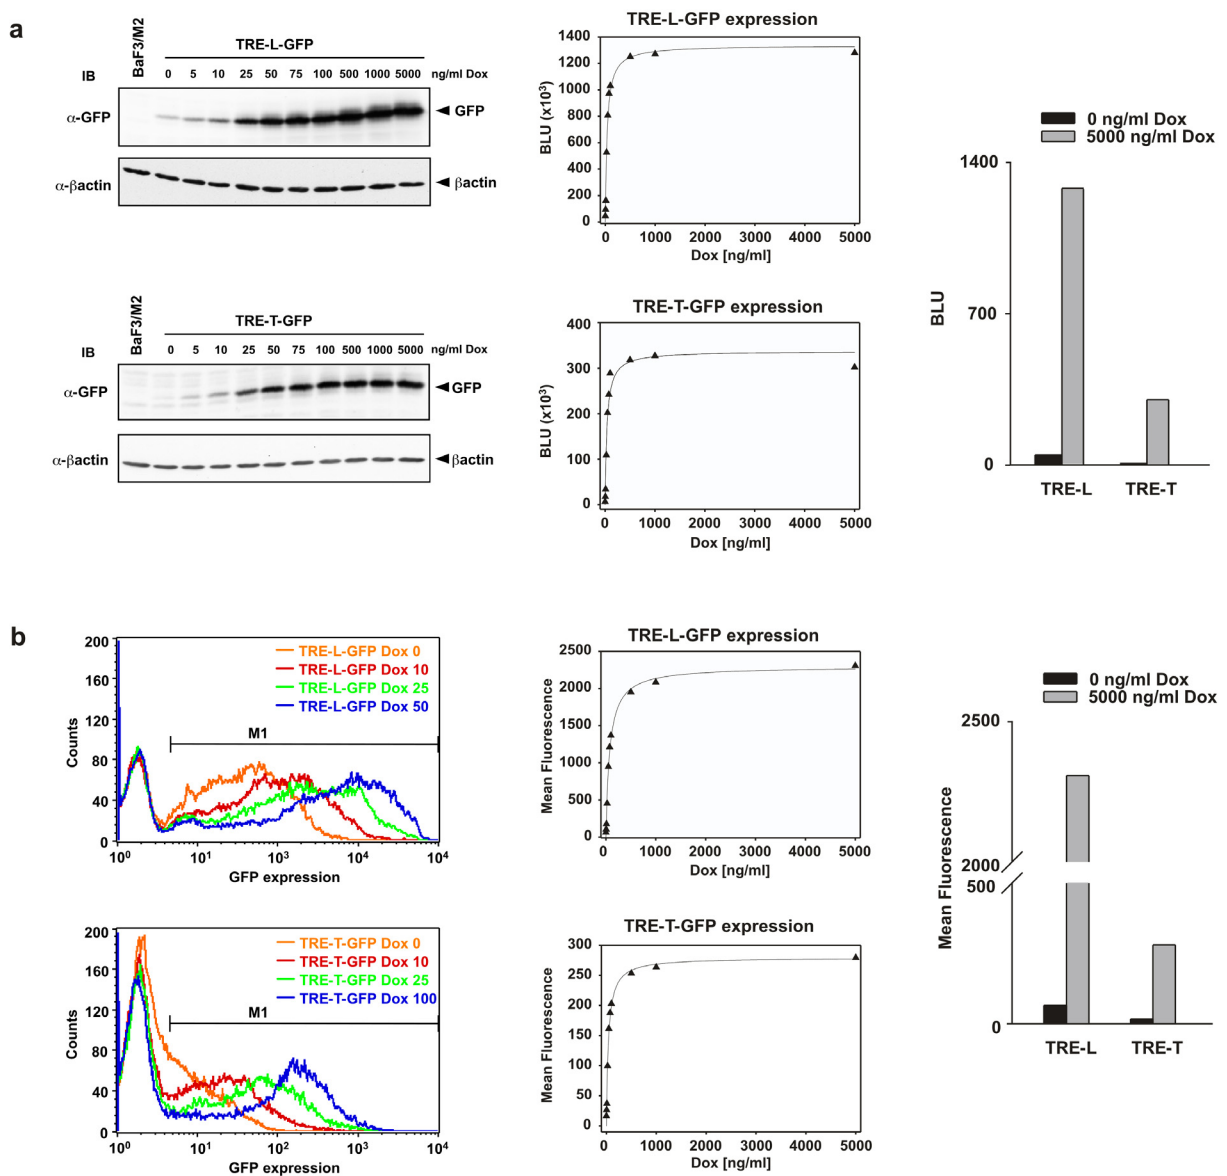 a
BaF3/M2
TRE-L-GFP
IB
0 5 10 25 50 75 100 500 1000 5000 ng/ml Dox
α-GFP
GFP
α-βactin
βactin
BaF3/M2
TRE-T-GFP
IB
0 5 10 25 50 75 100 500 1000 5000 ng/ml Dox
α-GFP
GFP
α-βactin
βactin
TRE-L-GFP expression
BLU (x10³)
1400
1200
1000
800
600
400
200
0
0 1000 2000 3000 4000 5000
Dox [ng/ml]
TRE-T-GFP expression
BLU (x10³)
400
300
200
100
0
0 1000 2000 3000 4000 5000
Dox [ng/ml]
0 ng/ml Dox
5000 ng/ml Dox
BLU
1400
700
0
TRE-L TRE-T
b
Counts
200
160
120
80
40
0
TRE-L-GFP Dox 0
TRE-L-GFP Dox 10
TRE-L-GFP Dox 25
TRE-L-GFP Dox 50
M1
10⁰ 10¹ 10³ 10⁴ 10⁴
GFP expression
Counts
200
160
120
80
40
0
TRE-T-GFP Dox 0
TRE-T-GFP Dox 10
TRE-T-GFP Dox 25
TRE-T-GFP Dox 100
M1
10⁰ 10¹ 10² 10³ 10⁴
GFP expression
TRE-L-GFP expression
Mean Fluorescence
2500
2000
1500
1000
500
0
0 1000 2000 3000 4000 5000
Dox [ng/ml]
TRE-T-GFP expression
Mean Fluorescence
300
250
200
150
100
50
0
0 1000 2000 3000 4000 5000
Dox [ng/ml]
0 ng/ml Dox
5000 ng/ml Dox
Mean Fluorescence
2500
2000
500
0
TRE-L TRE-T